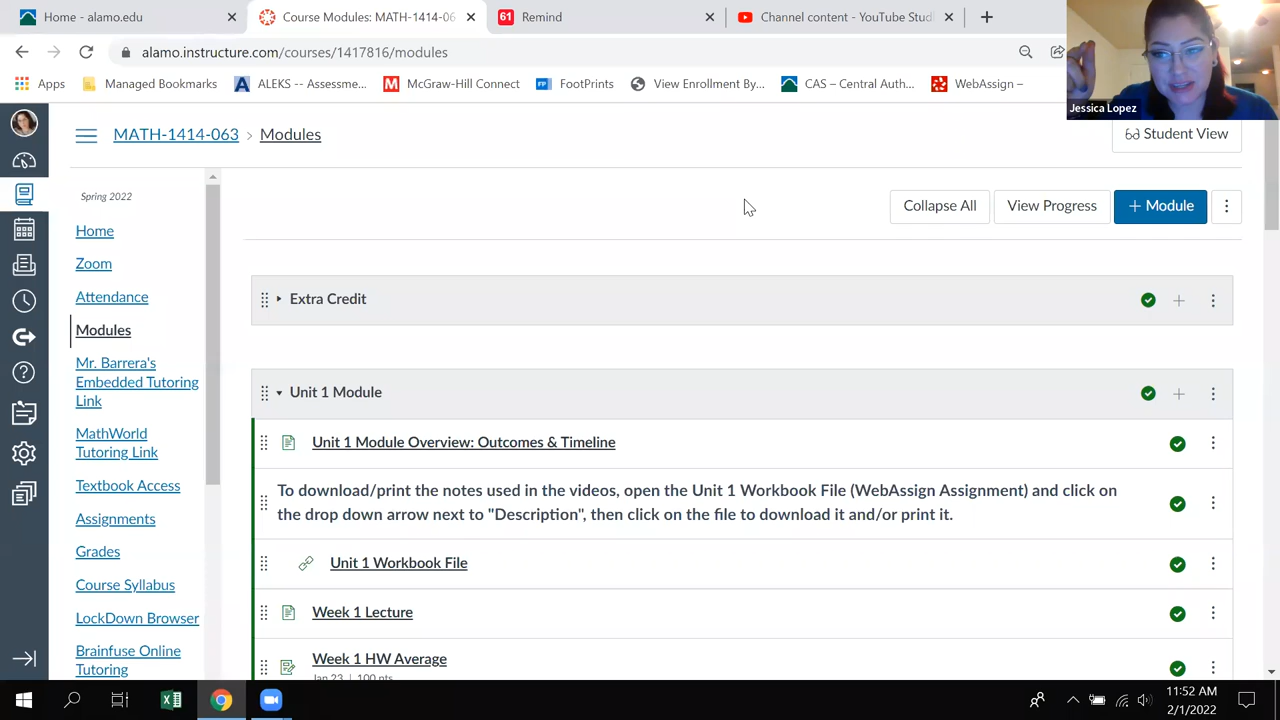 Home - alamo.edu
Course Modules: MATH-1414-06
61
Remind
Channel content - YouTube Stud
alamo.instructure.com/courses/1417816/modules
Apps
Managed Bookmarks
ALEKS -- Assessme...
McGraw-Hill Connect
FootPrints
View Enrollment By...
CAS – Central Auth...
WebAssign –
Jessica Lopez
MATH-1414-063 > Modules
Student View
Spring 2022
Home
Zoom
Attendance
Modules
Mr. Barrera's
Embedded Tutoring
Link
MathWorld
Tutoring Link
Textbook Access
Assignments
Grades
Course Syllabus
LockDown Browser
Brainfuse Online
Tutoring
Collapse All
View Progress
+ Module
Extra Credit
Unit 1 Module
Unit 1 Module Overview: Outcomes & Timeline
To download/print the notes used in the videos, open the Unit 1 Workbook File (WebAssign Assignment) and click on
the drop down arrow next to "Description", then click on the file to download it and/or print it.
Unit 1 Workbook File
Week 1 Lecture
Week 1 HW Average
Jan 23 | 100 pts
11:52 AM
2/1/2022